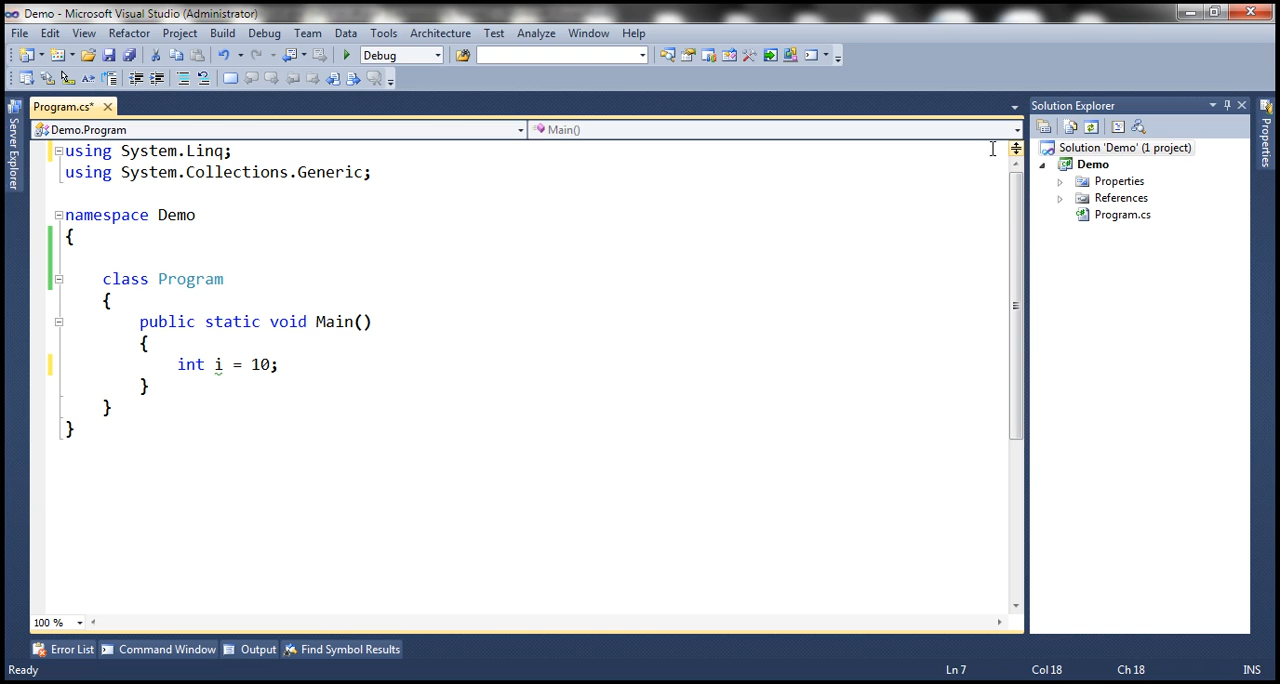 Demo - Microsoft Visual Studio (Administrator)
File Edit View Refactor Project Build Debug Team Data Tools Architecture Test Analyze Window Help
Debug
Program.cs* Solution Explorer
Demo.Program Main()
using System.Linq;
using System.Collections.Generic;
namespace Demo
{
class Program
{
public static void Main()
{
int i = 10;
}
}
}
Solution 'Demo' (1 project)
Demo
Properties
References
Program.cs
Server Explorer
Properties
100 %
Error List Command Window Output Find Symbol Results
Ready Ln 7 Col 18 Ch 18 INS